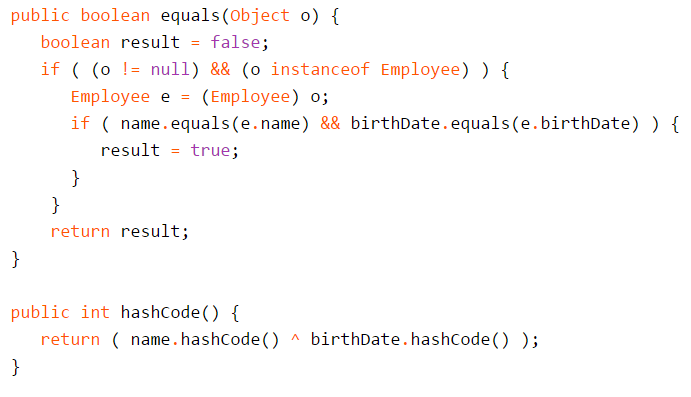 public boolean equals(Object o) {
   boolean result = false;
   if ( (o != null) && (o instanceof Employee) ) {
      Employee e = (Employee) o;
      if ( name.equals(e.name) && birthDate.equals(e.birthDate) ) {
         result = true;
      }
    }
    return result;
}

public int hashCode() {
   return ( name.hashCode() ^ birthDate.hashCode() );
}